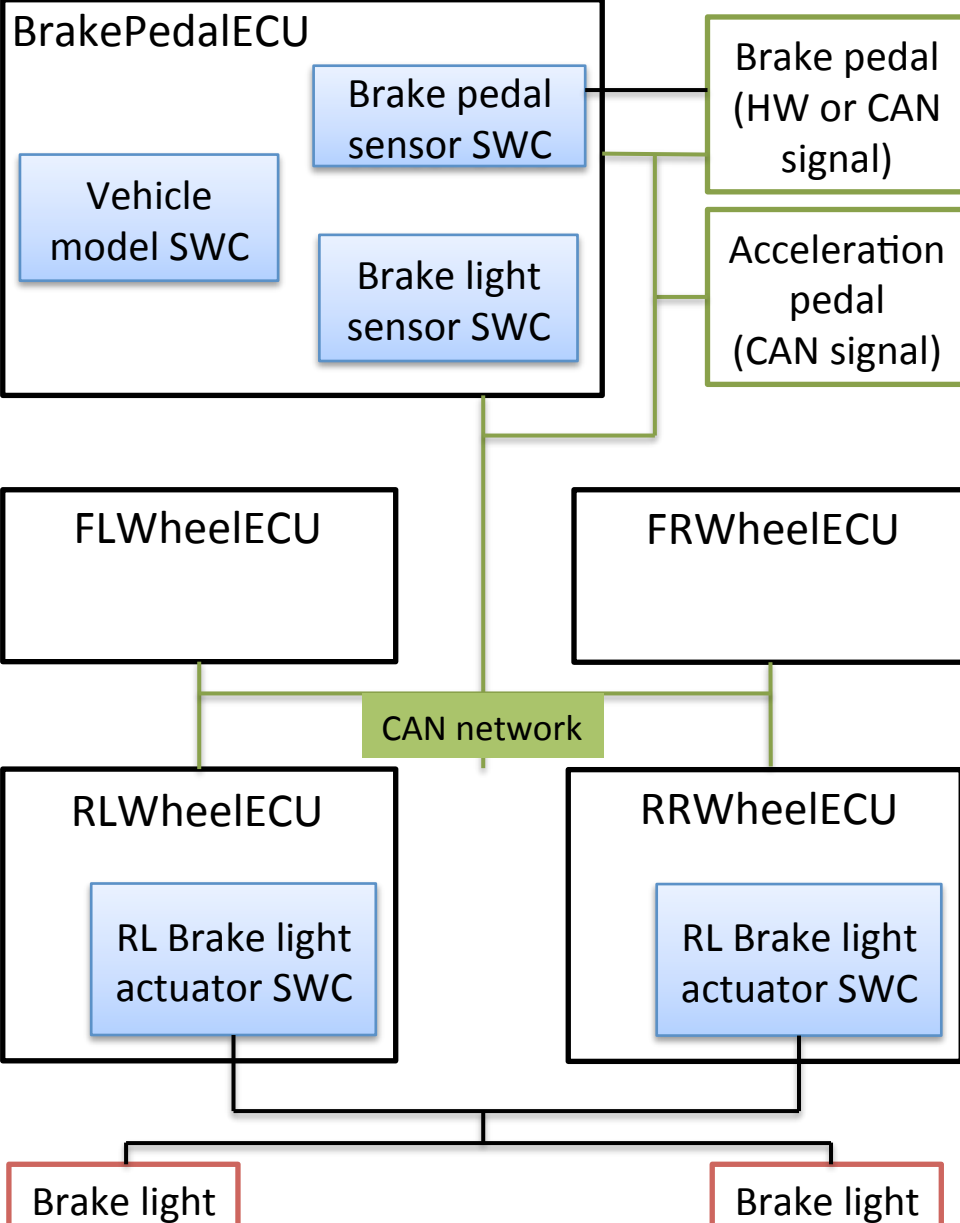 BrakePedalECU
Brake pedal
sensor SWC
Vehicle
model SWC
Brake light
sensor SWC
Brake pedal
(HW or CAN
signal)
Acceleration
pedal
(CAN signal)
FLWheelECU
FRWheelECU
CAN network
RLWheelECU
RL Brake light
actuator SWC
RRWheelECU
RL Brake light
actuator SWC
Brake light
Brake light